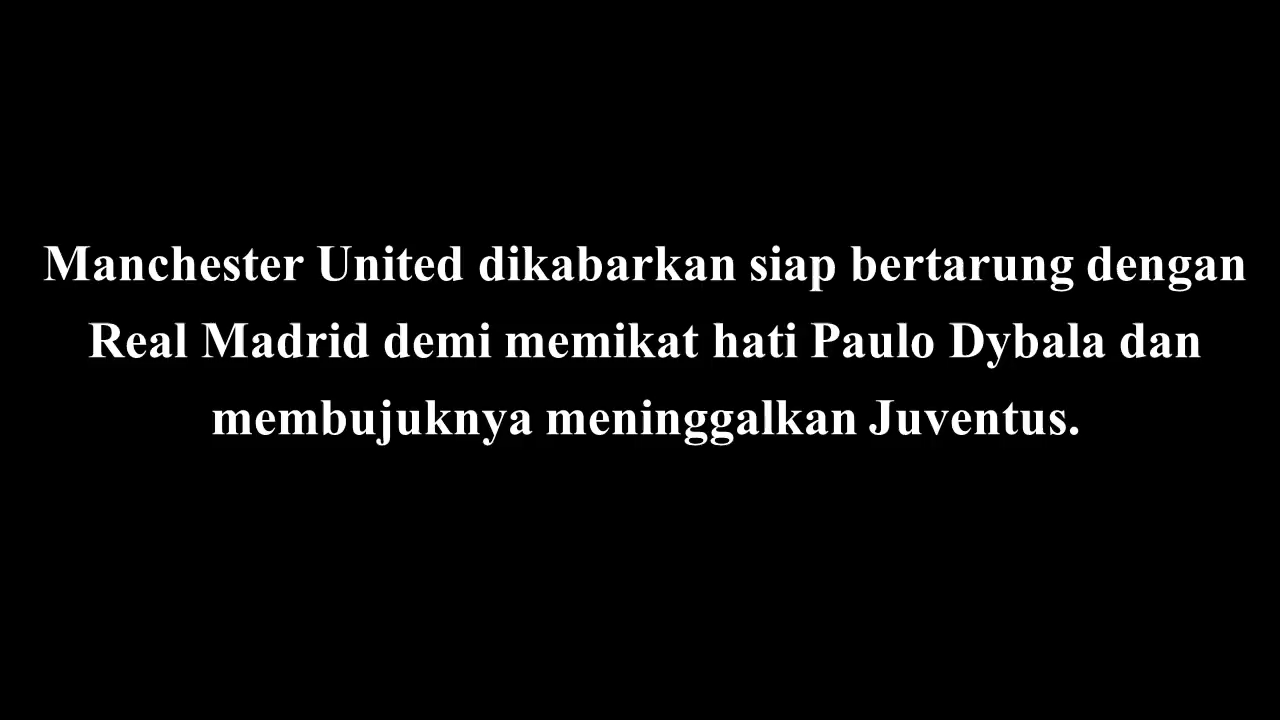 Manchester United dikabarkan siap bertarung dengan
Real Madrid demi memikat hati Paulo Dybala dan
membujuknya meninggalkan Juventus.